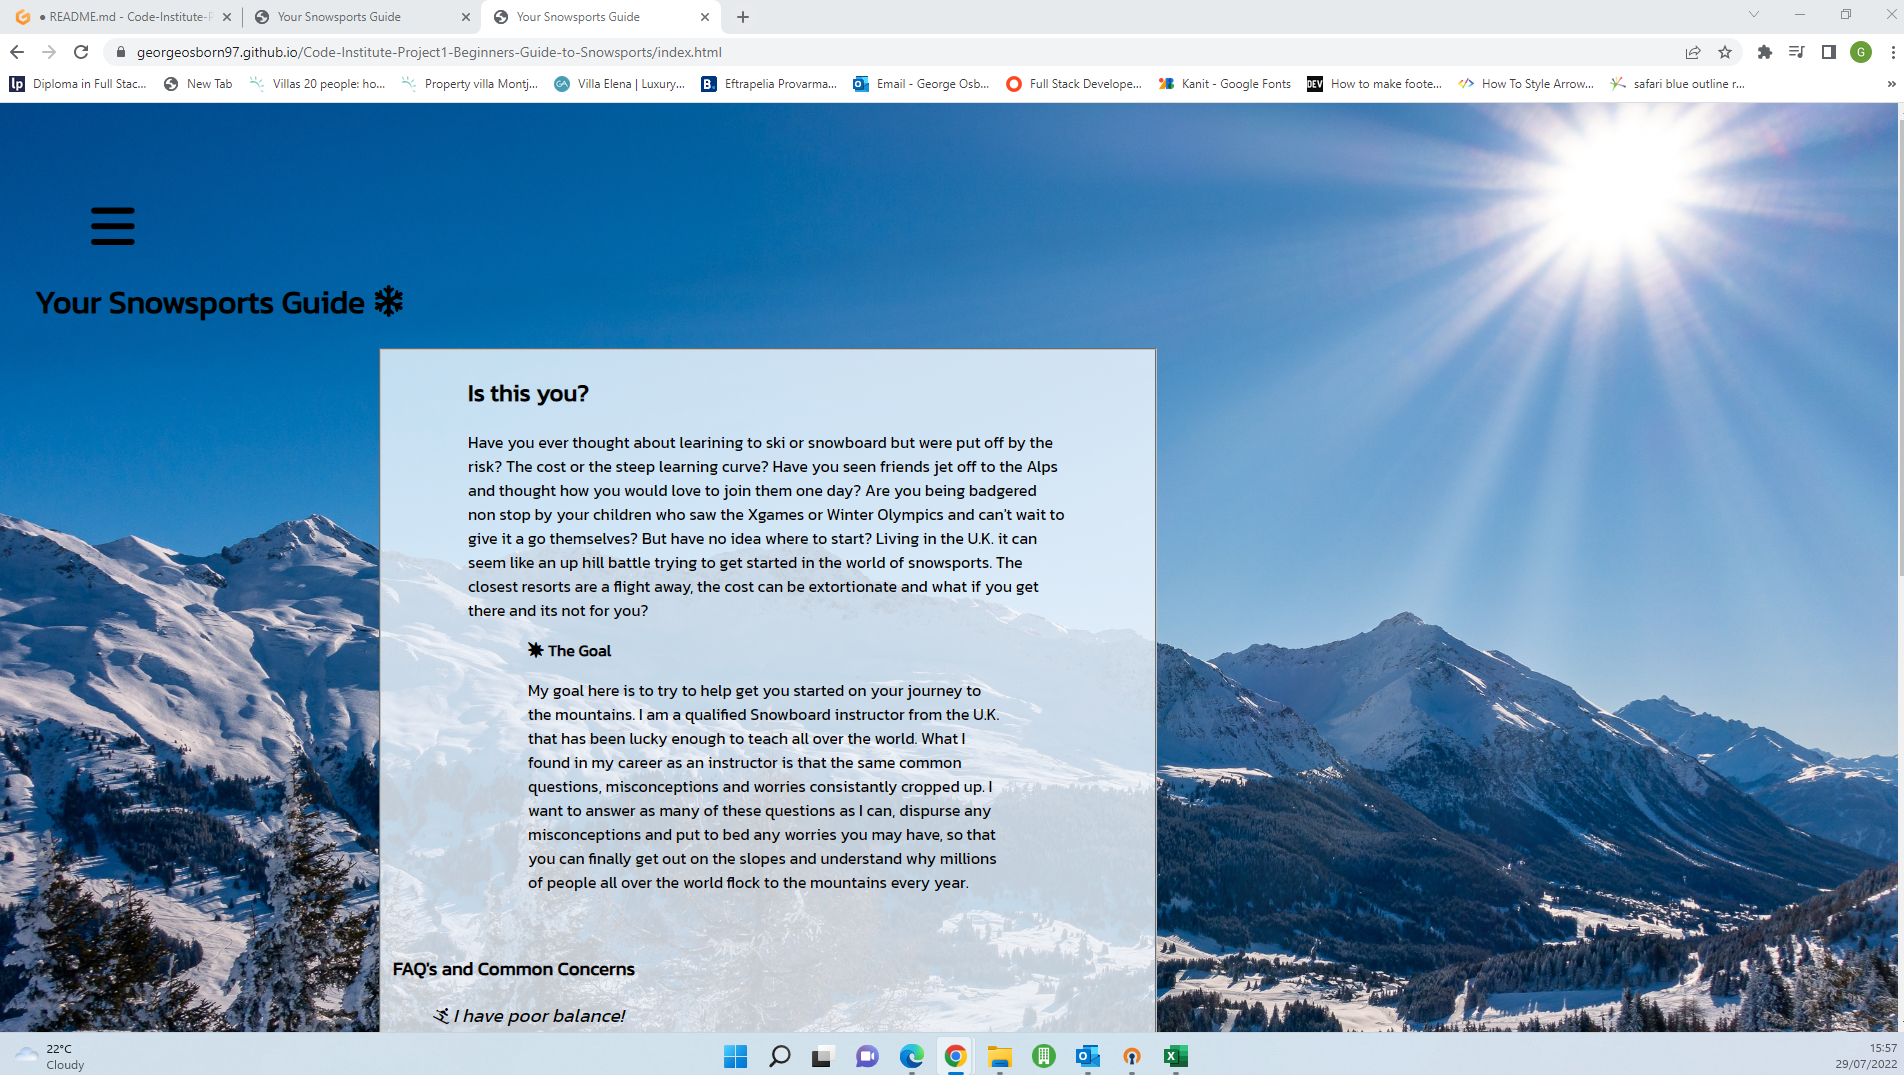 README.md - Code-Institute-P
Your Snowsports Guide
Your Snowsports Guide
georgeosborn97.github.io/Code-Institute-Project1-Beginners-Guide-to-Snowsports/index.html
G
lp Diploma in Full Stac...
New Tab
Villas 20 people: ho...
Property villa Montj...
GA Villa Elena | Luxury...
B. Eftrapelia Provarma...
Email - George Osb...
Full Stack Develope...
Kanit - Google Fonts
DEV How to make foote...
How To Style Arrow...
safari blue outline r...
Your Snowsports Guide
Is this you?
Have you ever thought about learining to ski or snowboard but were put off by the
risk? The cost or the steep learning curve? Have you seen friends jet off to the Alps
and thought how you would love to join them one day? Are you being badgered
non stop by your children who saw the Xgames or Winter Olympics and can't wait to
give it a go themselves? But have no idea where to start? Living in the U.K. it can
seem like an up hill battle trying to get started in the world of snowsports. The
closest resorts are a flight away, the cost can be extortionate and what if you get
there and its not for you?
The Goal
My goal here is to try to help get you started on your journey to
the mountains. I am a qualified Snowboard instructor from the U.K.
that has been lucky enough to teach all over the world. What I
found in my career as an instructor is that the same common
questions, misconceptions and worries consistantly cropped up. I
want to answer as many of these questions as I can, dispurse any
misconceptions and put to bed any worries you may have, so that
you can finally get out on the slopes and understand why millions
of people all over the world flock to the mountains every year.
FAQ's and Common Concerns
I have poor balance!
22°C
Cloudy
15:57
29/07/2022